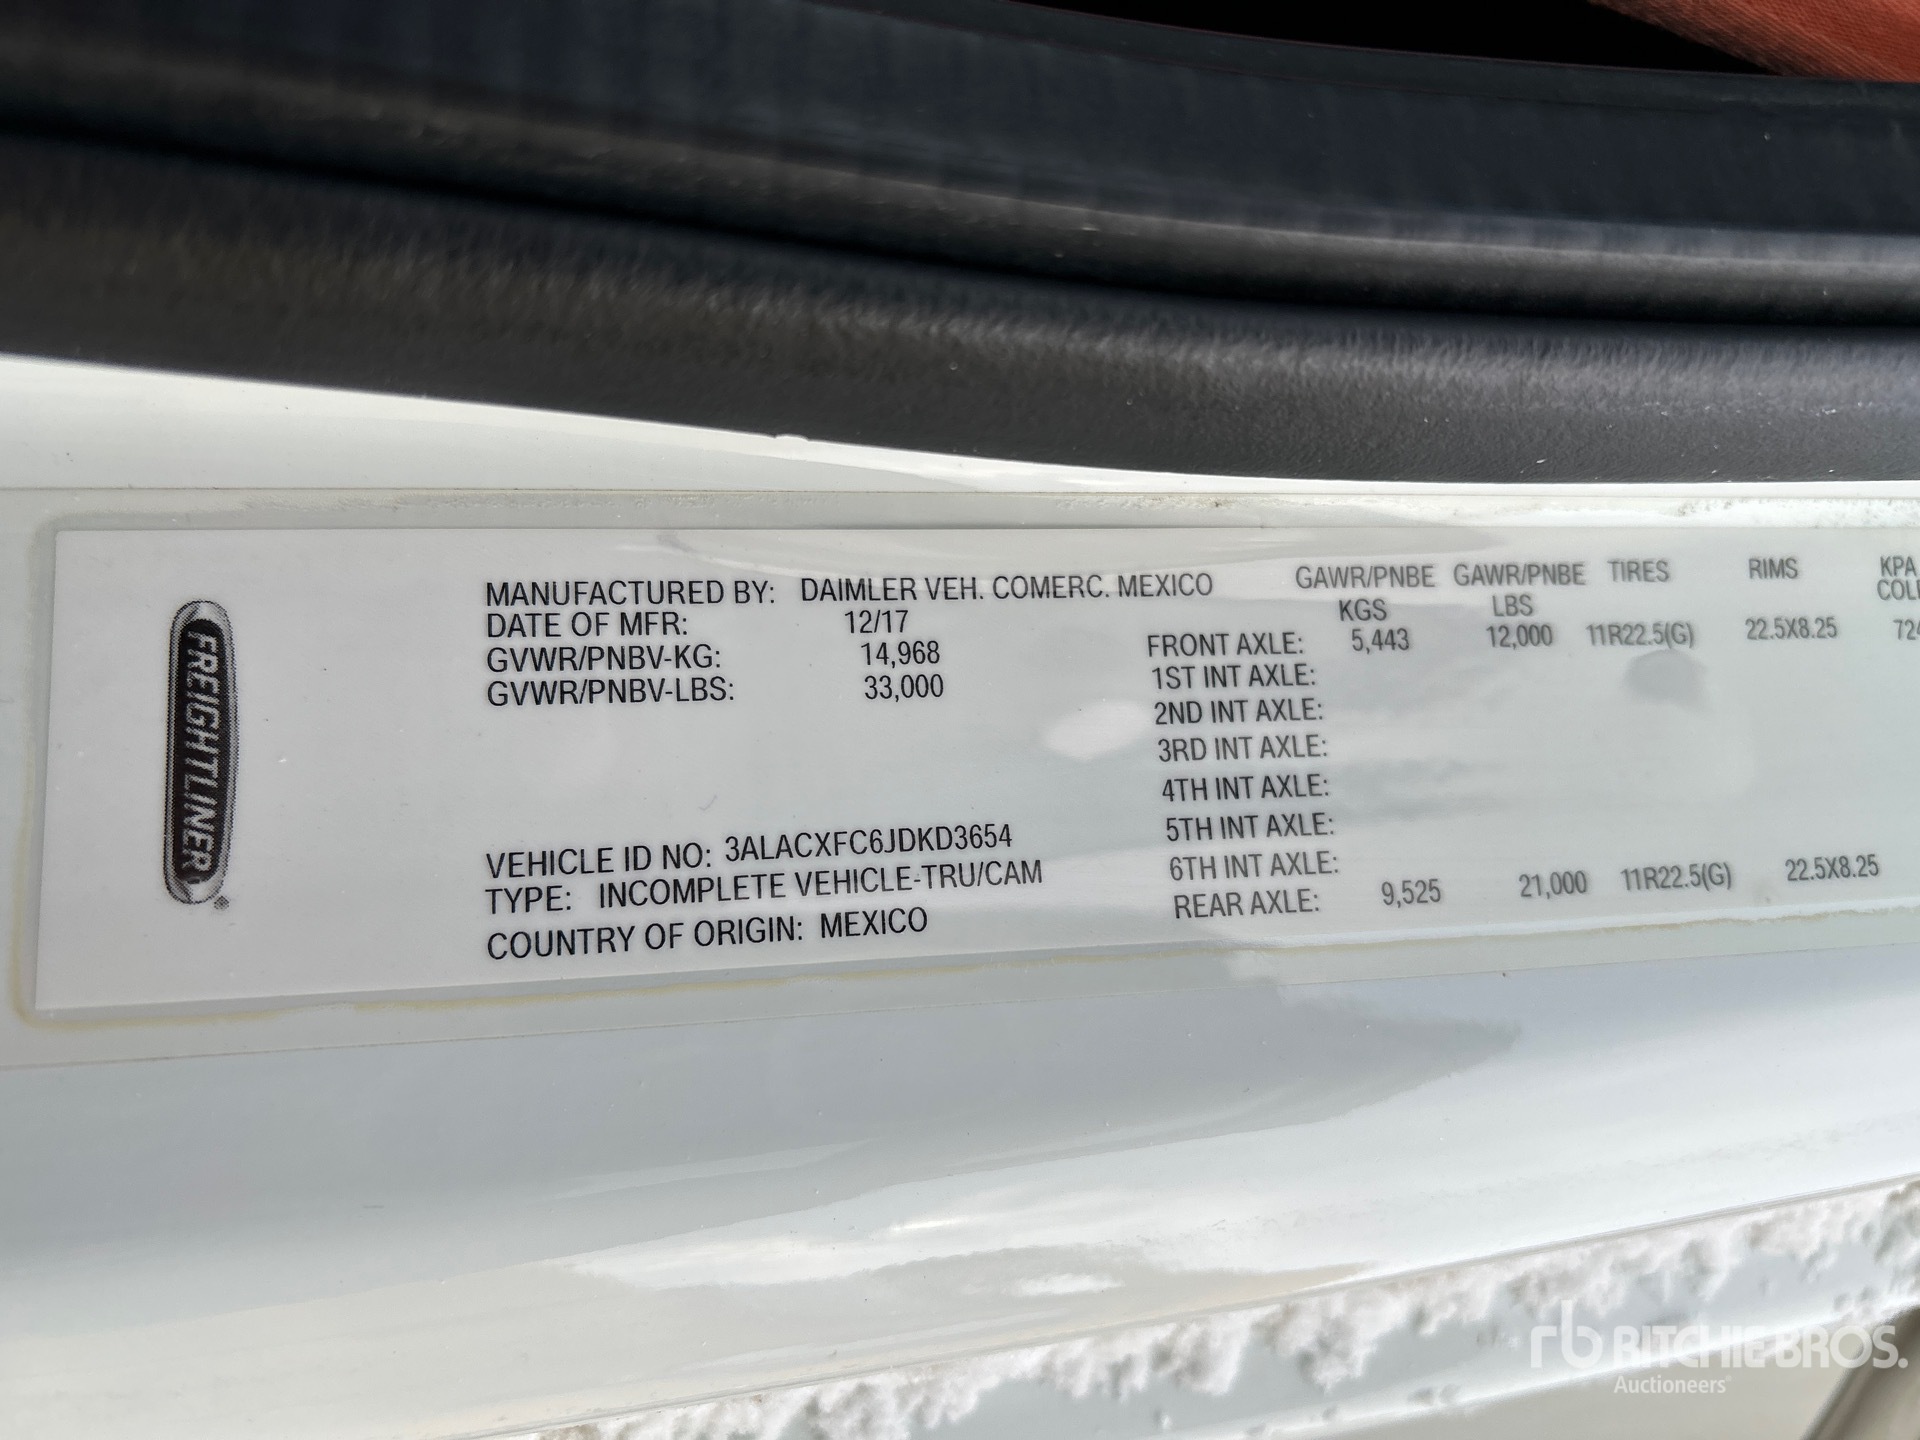 FREIGHTLINER®
MANUFACTURED BY: DAIMLER VEH. COMERC. MEXICO
DATE OF MFR: 12/17
GVWR/PNBV-KG: 14,968
GVWR/PNBV-LBS: 33,000
VEHICLE ID NO: 3ALACXFC6JDKD3654
TYPE: INCOMPLETE VEHICLE-TRU/CAM
COUNTRY OF ORIGIN: MEXICO
GAWR/PNBE GAWR/PNBE TIRES RIMS KPA
KGS LBS
FRONT AXLE: 5,443 12,000 11R22.5(G) 22.5X8.25
1ST INT AXLE:
2ND INT AXLE:
3RD INT AXLE:
4TH INT AXLE:
5TH INT AXLE:
6TH INT AXLE:
REAR AXLE: 9,525 21,000 11R22.5(G) 22.5X8.25
rb RITCHIE BROS.
Auctioneers